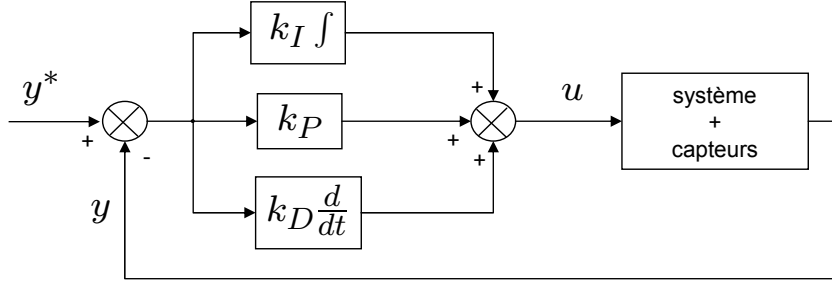 k_I ∫
y*
+
-
k_P
+
+
+
u
système
+
capteurs
y
k_D d/dt